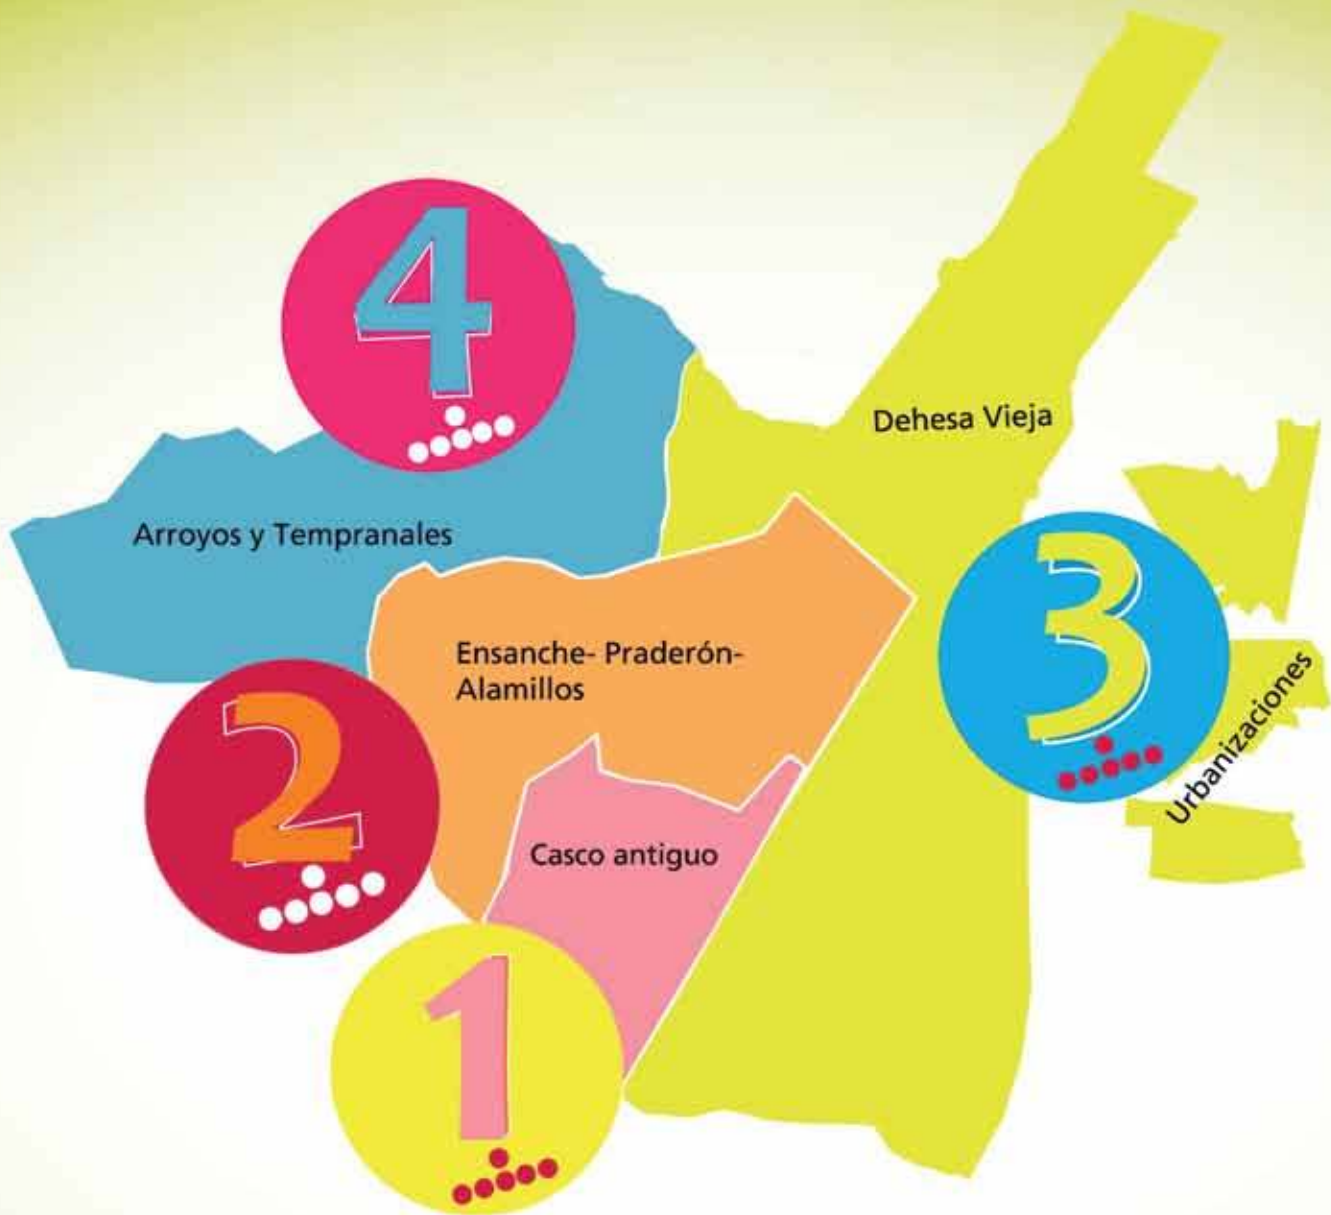 4
Dehesa Vieja
Arroyos y Tempranales
3
Ensanche- Praderón-
Alamillos
Urbanizaciones
2
Casco antiguo
1